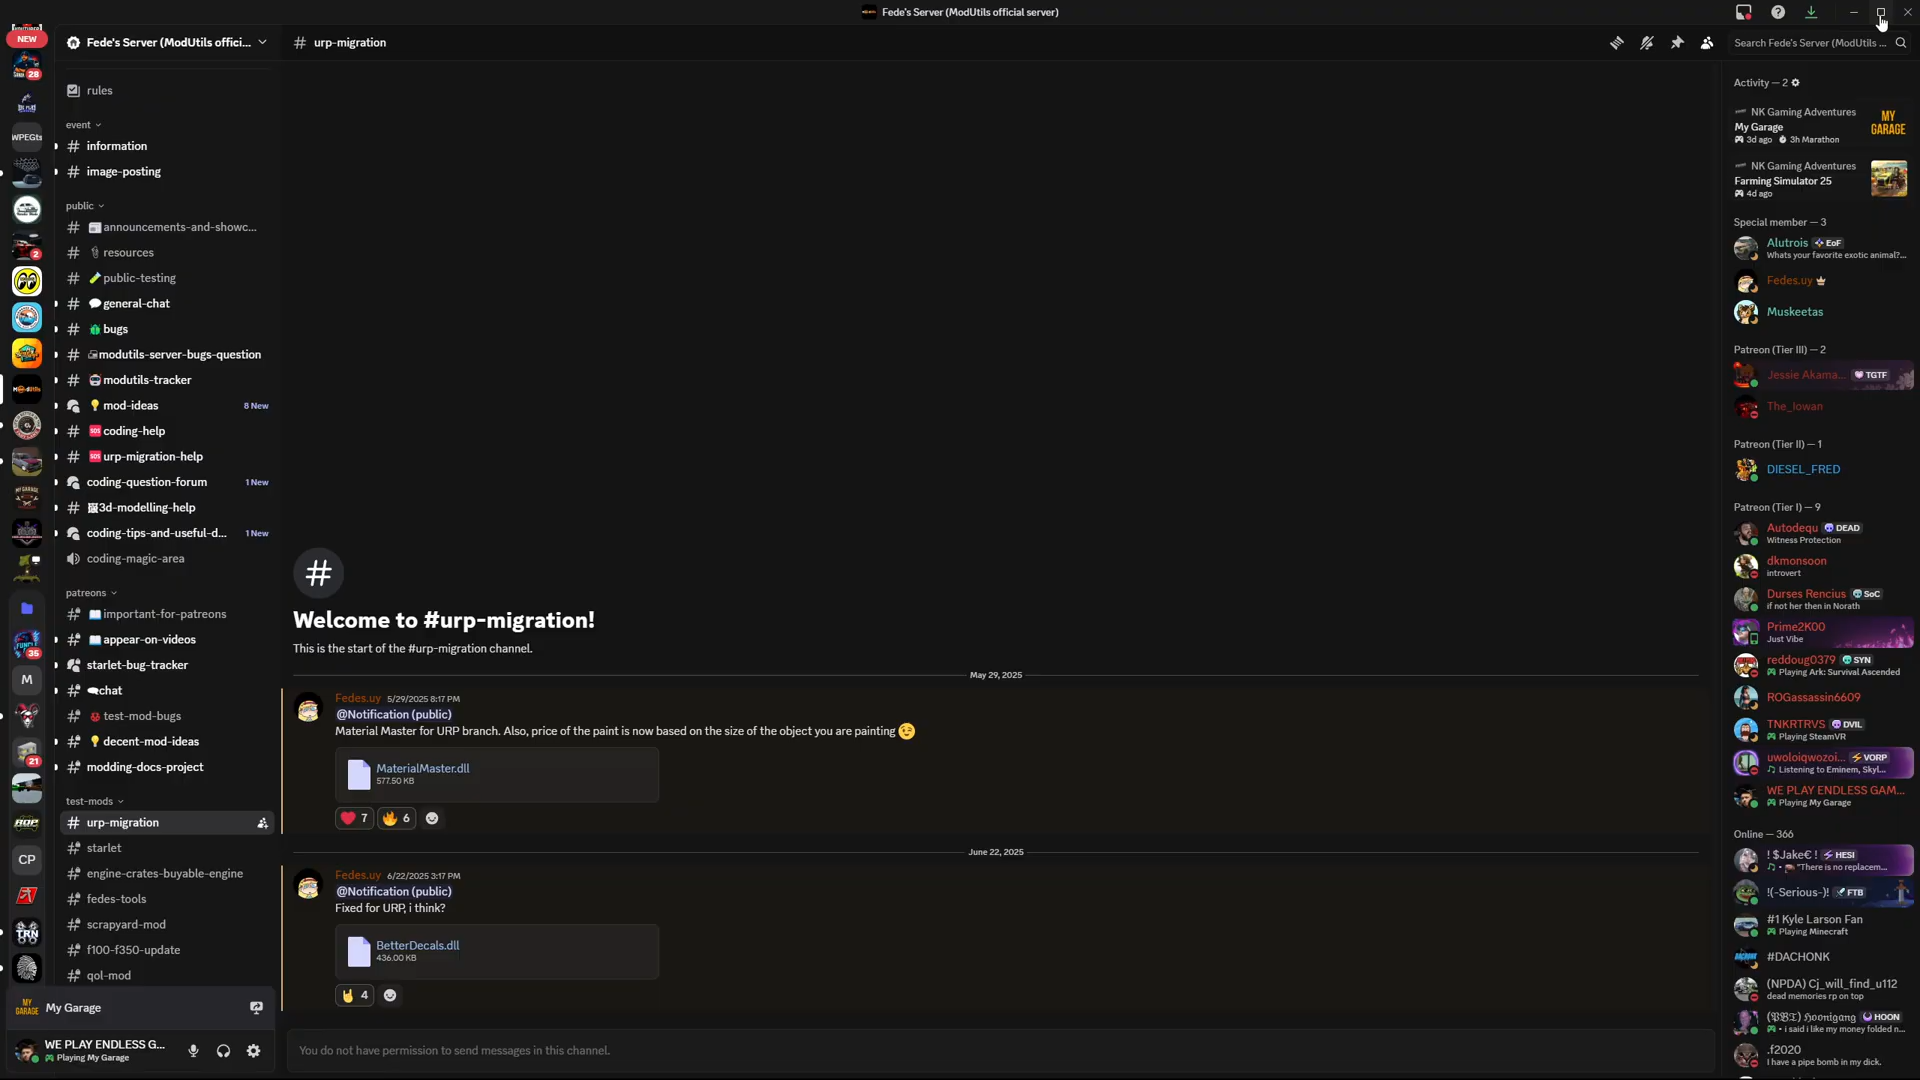 Fede's Server (ModUtils official server)
NEW
Fede's Server (ModUtils offici...
# urp-migration
Search Fede's Server (ModUtils ...
28
WPEGts
2
35
M
21
CP
TRN
rules
event
# information
# image-posting
public
# announcements-and-showc...
# resources
# public-testing
# general-chat
# bugs
# modutils-server-bugs-question
# modutils-tracker
mod-ideas 8 New
# coding-help
# urp-migration-help
coding-question-forum 1 New
# 3d-modelling-help
coding-tips-and-useful-d... 1 New
coding-magic-area
patreons
# important-for-patreons
# appear-on-videos
starlet-bug-tracker
# chat
# test-mod-bugs
# decent-mod-ideas
# modding-docs-project
test-mods
# urp-migration
# starlet
# engine-crates-buyable-engine
# fedes-tools
# scrapyard-mod
# f100-f350-update
# qol-mod
MY GARAGE
My Garage
WE PLAY ENDLESS G...
Playing My Garage
#
Welcome to #urp-migration!
This is the start of the #urp-migration channel.
May 29, 2025
Fedes.uy 5/29/2025 8:17 PM
@Notification (public)
Material Master for URP branch. Also, price of the paint is now based on the size of the object you are painting 😉
MaterialMaster.dll
577.50 KB
❤️ 7 🔥 6
June 22, 2025
Fedes.uy 6/22/2025 3:17 PM
@Notification (public)
Fixed for URP, i think?
BetterDecals.dll
436.00 KB
4
You do not have permission to send messages in this channel.
Activity — 2
NK Gaming Adventures
My Garage
3d ago 3h Marathon
MY GARAGE
NK Gaming Adventures
Farming Simulator 25
4d ago
Special member — 3
Alutrois EoF
Whats your favorite exotic animal?...
Fedes.uy
Muskeetas
Patreon (Tier III) — 2
Jessie Akama... TGTF
The_Iowan
Patreon (Tier II) — 1
DIESEL_FRED
Patreon (Tier I) — 9
Autodequ DEAD
Witness Protection
dkmonsoon
introvert
Durses Rencius SoC
if not her then in Norath
Prime2K00
Just Vibe
reddoug0379 SYN
Playing Ark: Survival Ascended
ROGassassin6609
TNKRTRVS DVIL
Playing SteamVR
uwoloiqwozoi... VORP
Listening to Eminem, Skyl...
WE PLAY ENDLESS GAM...
Playing My Garage
Online — 366
! $Jake€ ! HESI
"There is no replacem...
!(-Serious-)! FTB
#1 Kyle Larson Fan
Playing Minecraft
#DACHONK
(NPDA) Cj_will_find_u112
dead memories rp on top
HOON
i said i like my money folded n...
.f2020
I have a pipe bomb in my dick.